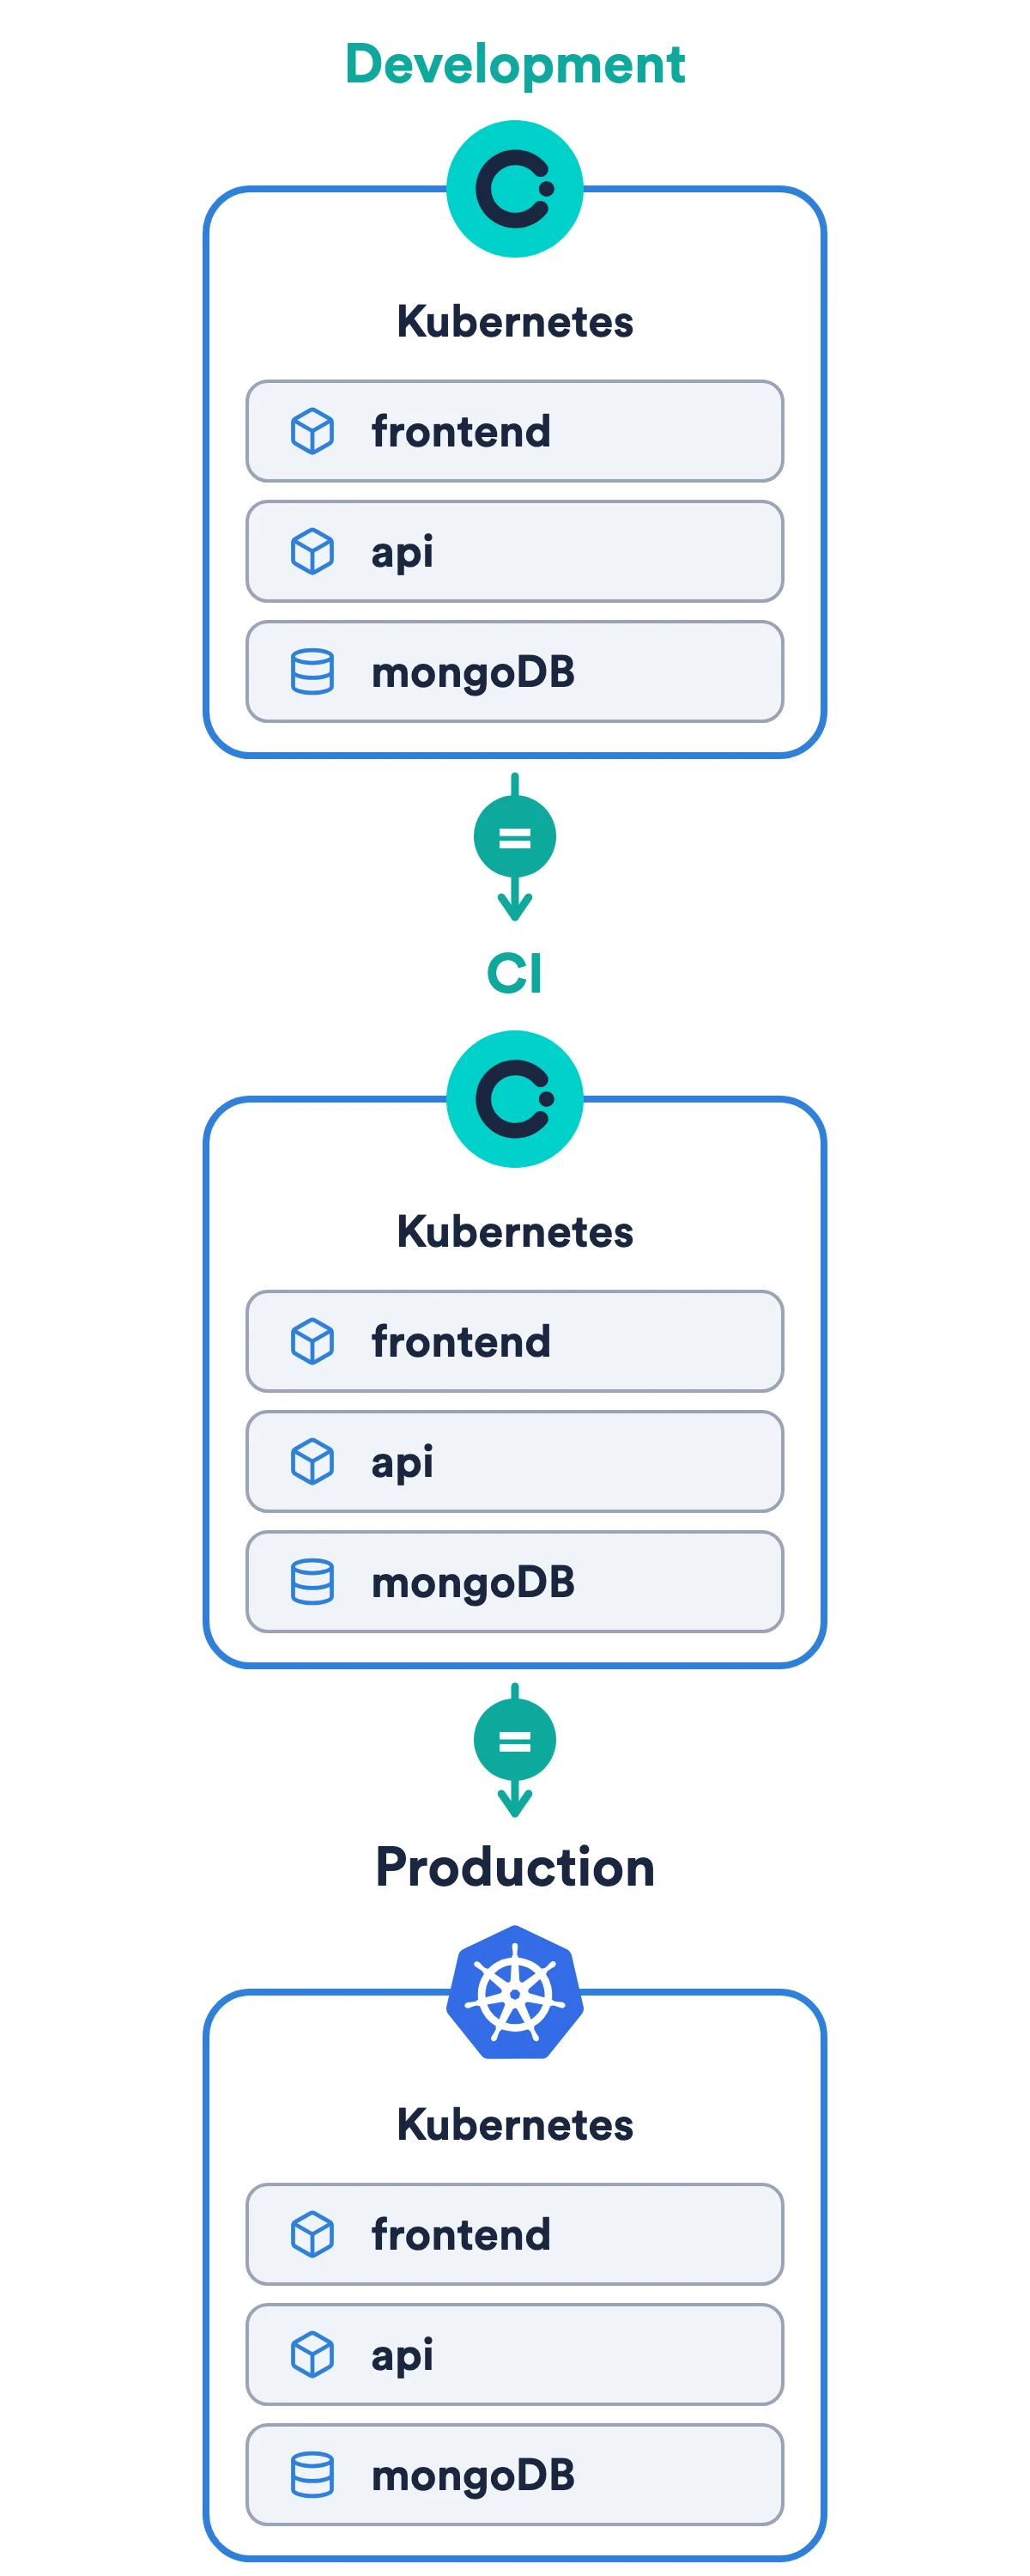 Development
Kubernetes
frontend
api
mongoDB
=
CI
Kubernetes
frontend
api
mongoDB
=
Production
Kubernetes
frontend
api
mongoDB